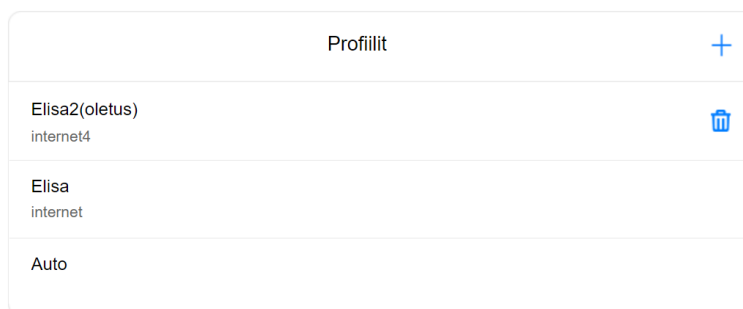 Profiilit
Elisa2(oletus)
internet4
Elisa
internet
Auto